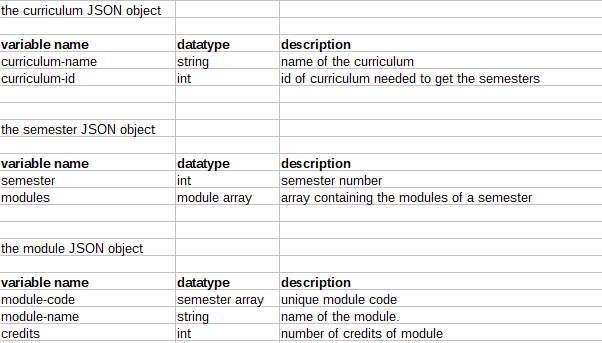 the curriculum JSON object
variable name datatype description
curriculum-name string name of the curriculum
curriculum-id int id of curriculum needed to get the semesters
the semester JSON object
variable name datatype description
semester int semester number
modules module array array containing the modules of a semester
the module JSON object
variable name datatype description
module-code semester array unique module code
module-name string name of the module.
credits int number of credits of module